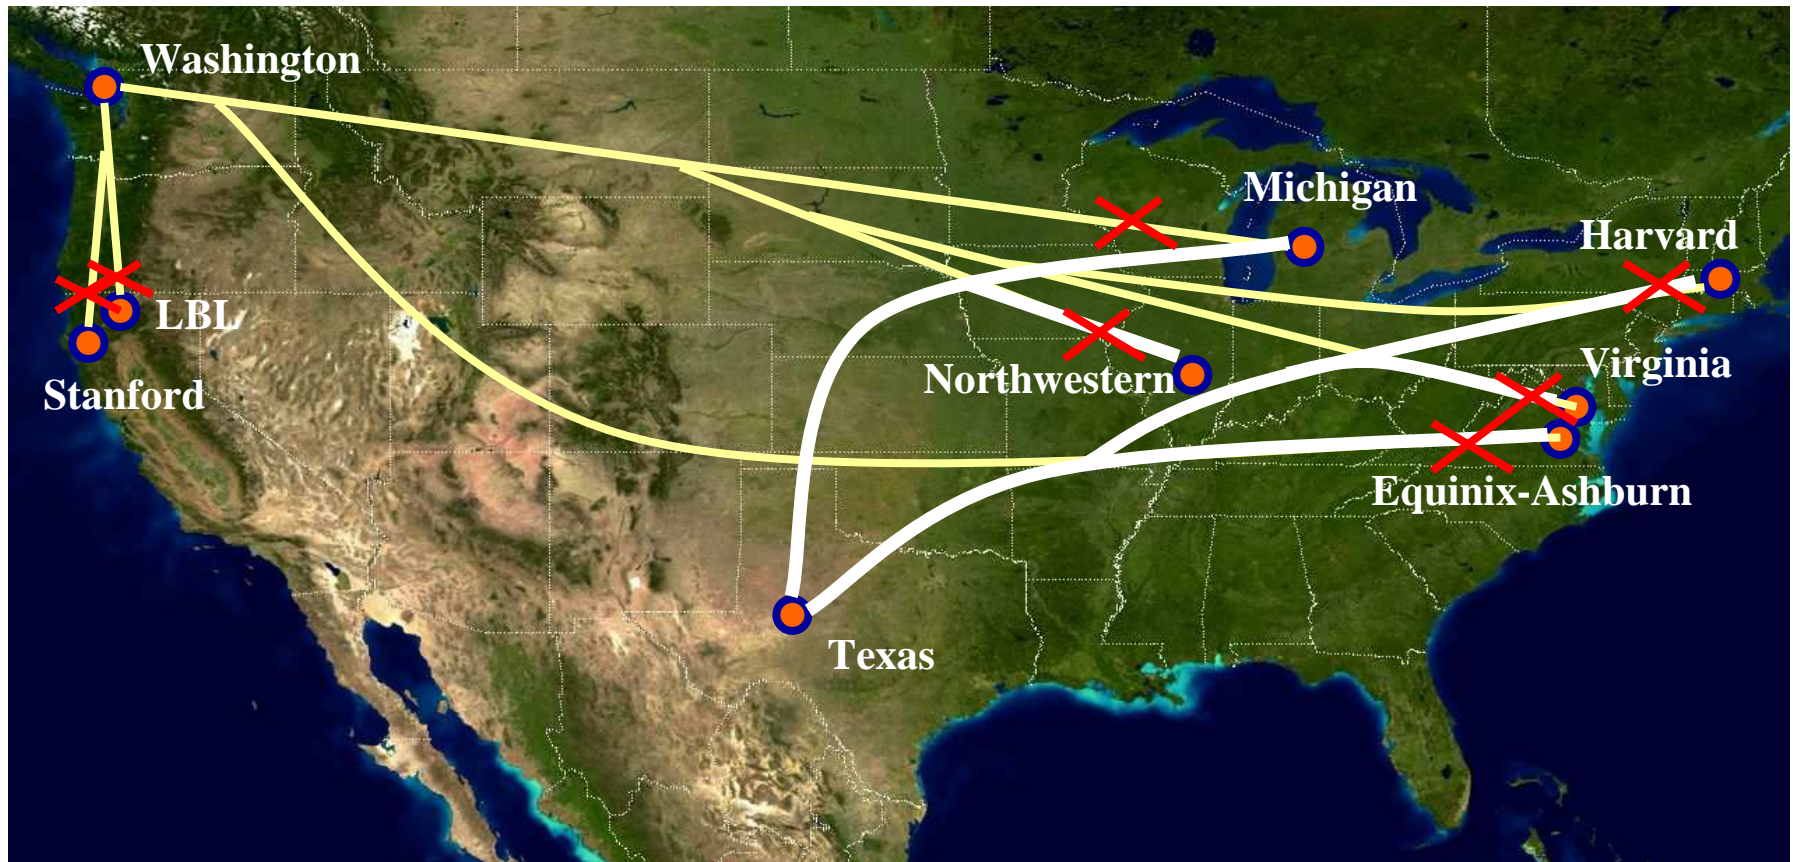 Washington
Michigan
Harvard
LBL
Virginia
Northwestern
Stanford
Equinix-Ashburn
Texas